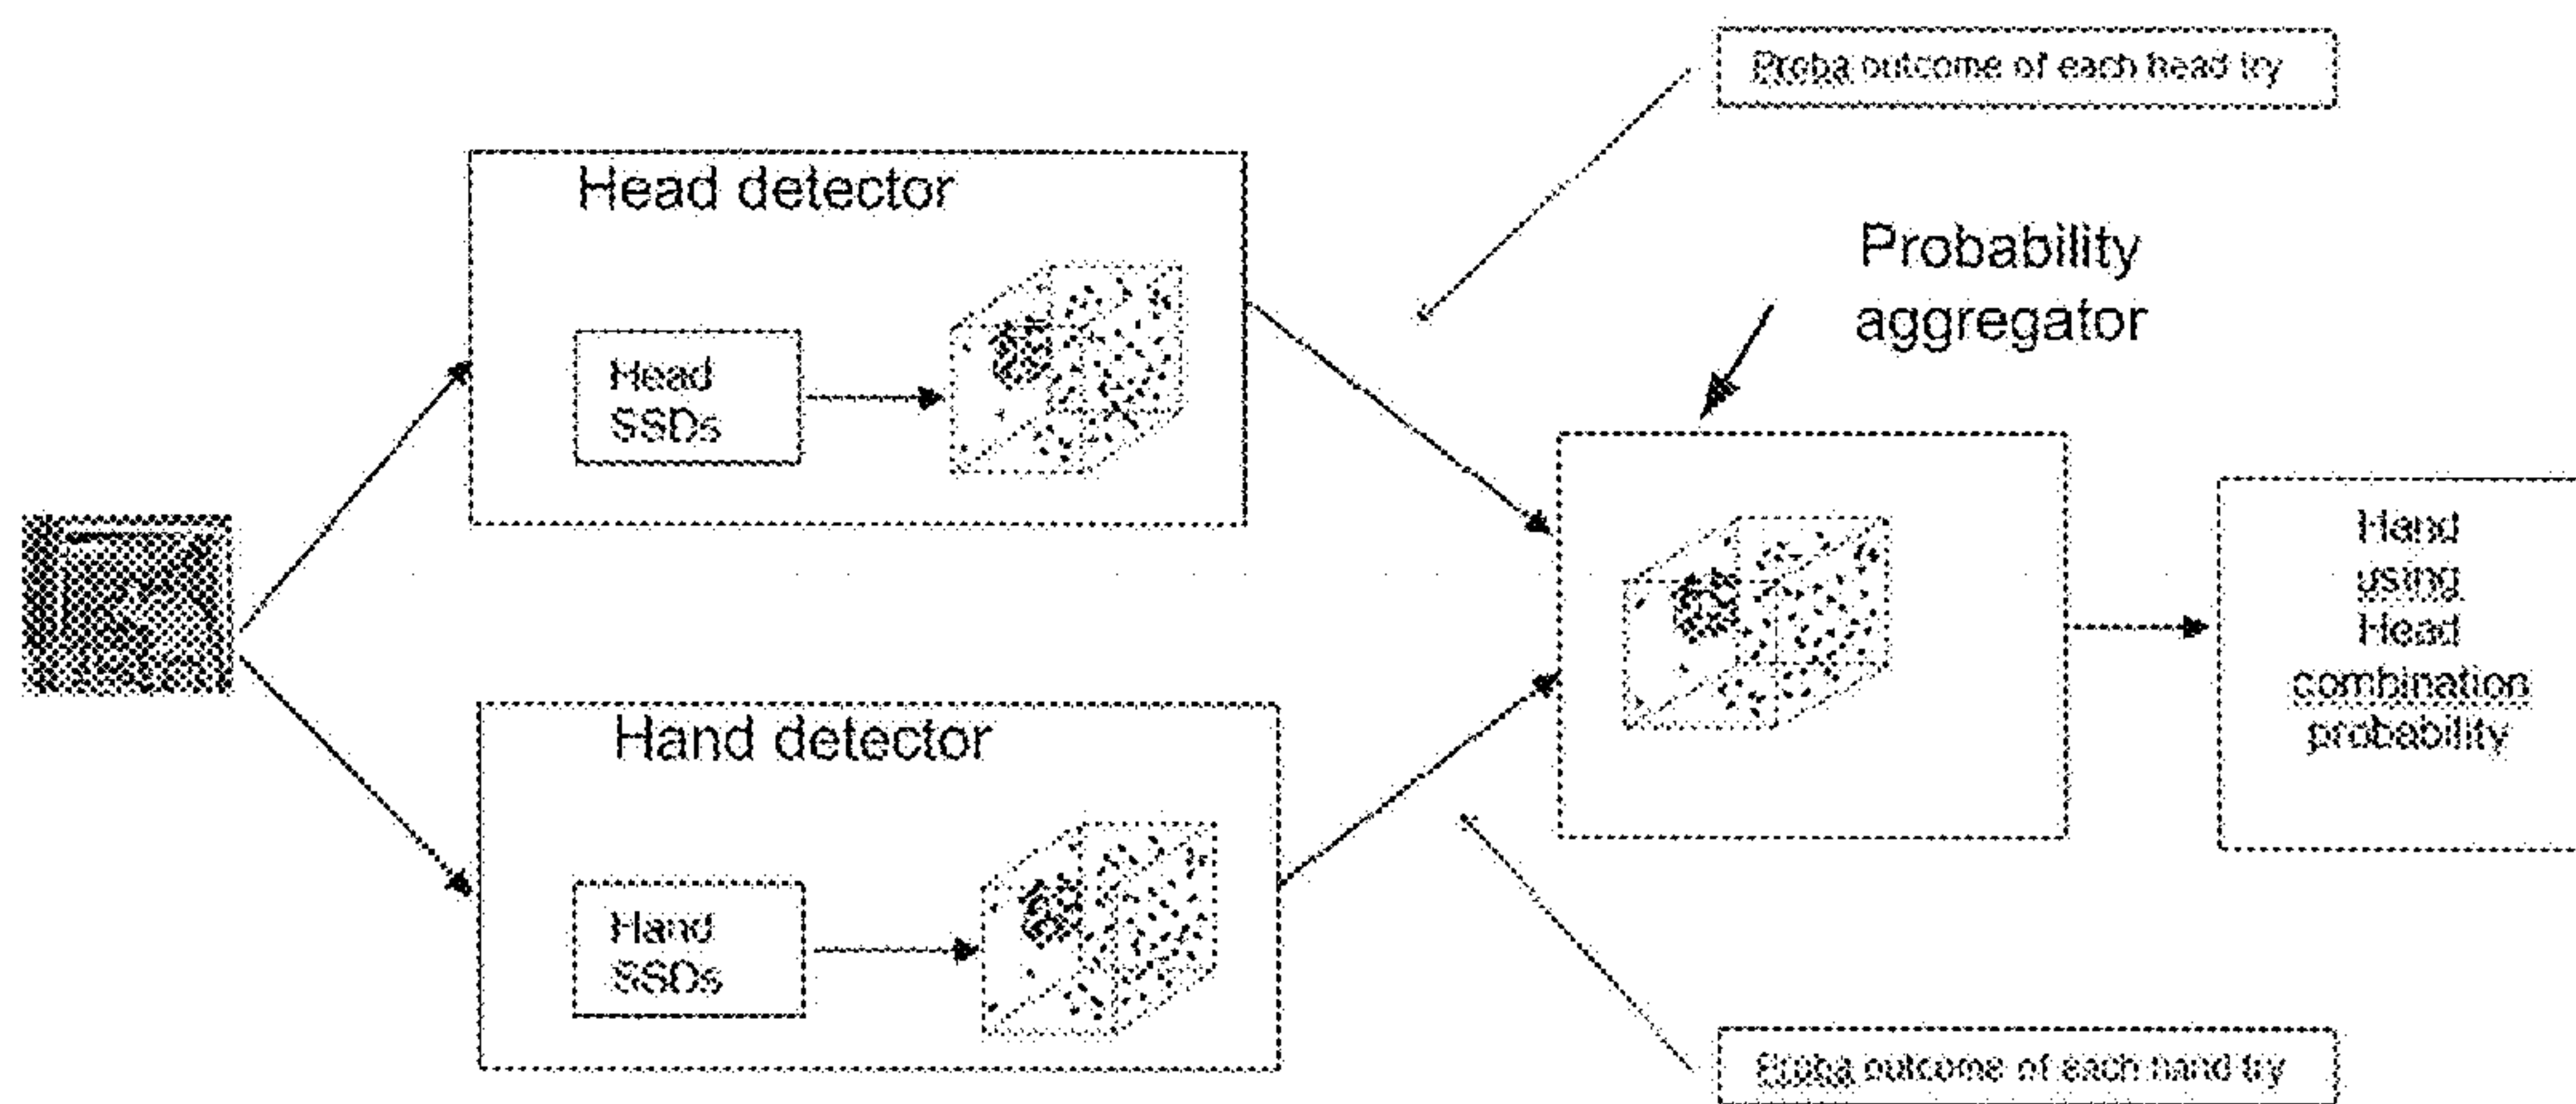 Proba outcome of each head try
Head detector
Head
SSDs
Probability
aggregator
Hand
using
Head
combination
probability
Hand detector
Hand
SSDs
Proba outcome of each hand try